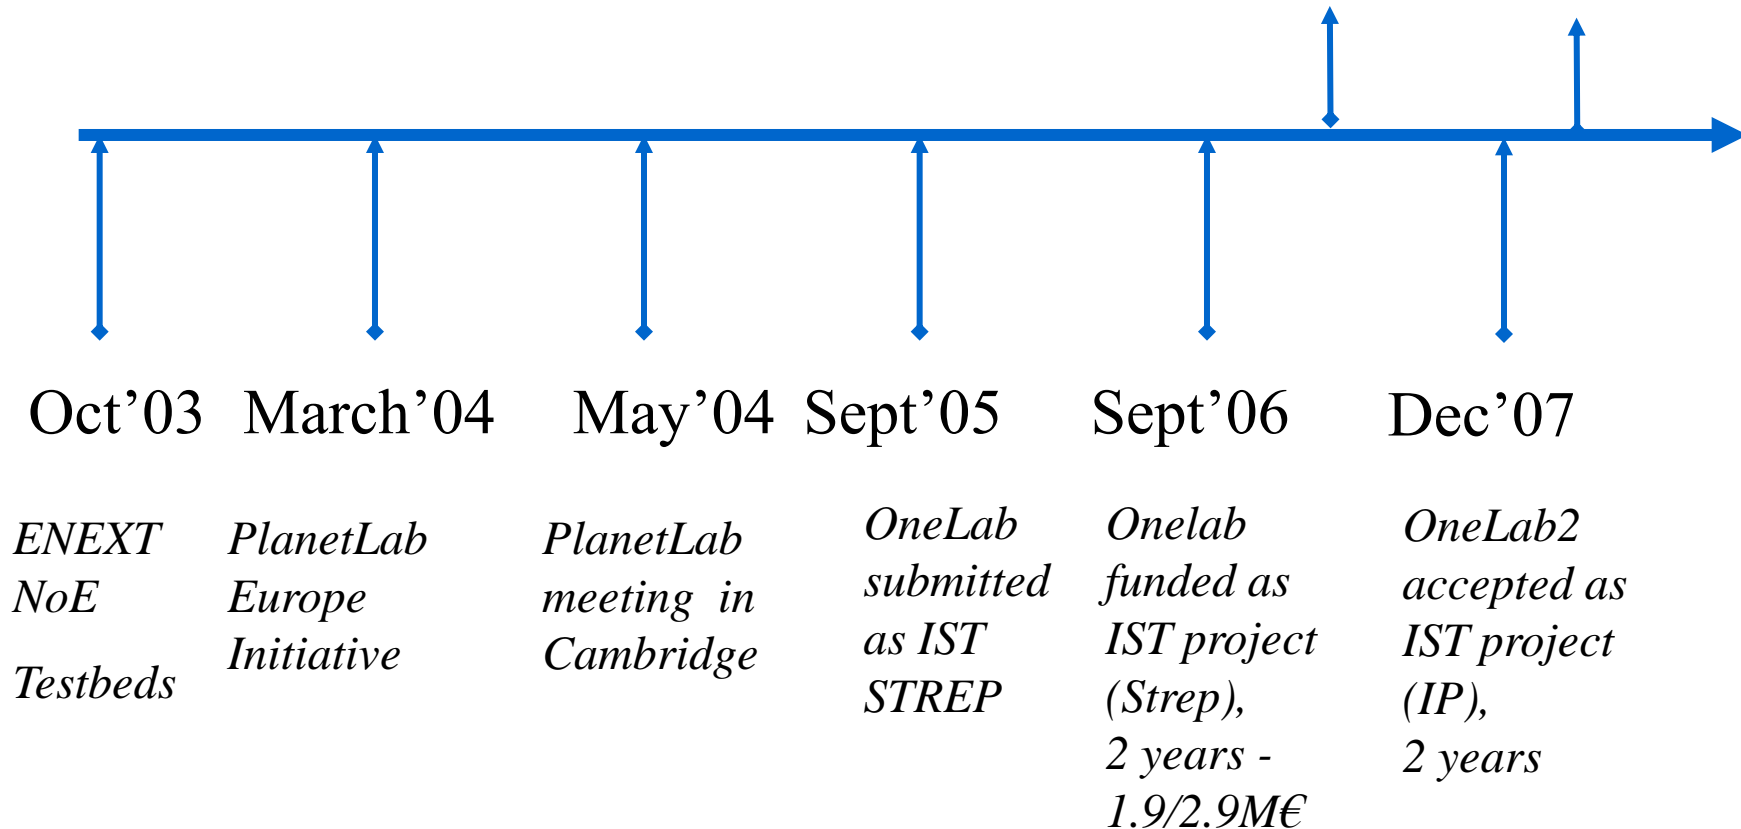 Oct’03 March’04 May’04 Sept’05 Sept’06 Dec’07
ENEXT
NoE
Testbeds
PlanetLab
Europe
Initiative
PlanetLab
meeting in
Cambridge
OneLab
submitted
as IST
STREP
Onelab
funded as
IST project
(Strep),
2 years -
1.9/2.9M€
OneLab2
accepted as
IST project
(IP),
2 years